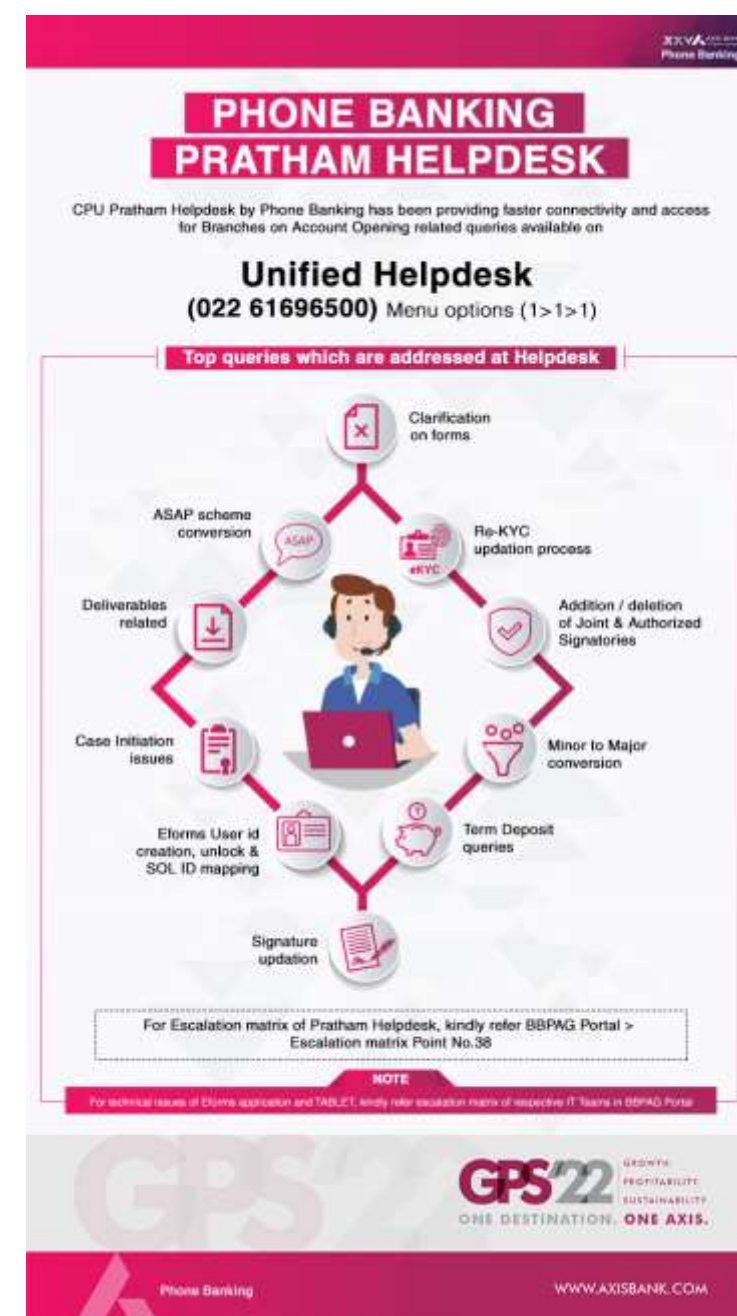 XXV
Phone Banking
PHONE BANKING
PRATHAM HELPDESK
CPU Pratham Helpdesk by Phone Banking has been providing faster connectivity and access
for Branches on Account Opening related queries available on
Unified Helpdesk
(022 61696500) Menu options (1>1>1)
Top queries which are addressed at Helpdesk
Clarification
on forms
ASAP scheme
conversion
ASAP
Re-KYC
updation process
eKYC
Deliverables
related
Addition / deletion
of Joint & Authorized
Signatories
Case Initiation
issues
Minor to Major
conversion
Eforms User id
creation, unlock &
SOL ID mapping
Term Deposit
queries
Signature
updation
For Escalation matrix of Pratham Helpdesk, kindly refer BBPAG Portal >
Escalation matrix Point No.38
NOTE
For technical issues of Eforms application and TABLET, kindly refer escalation matrix of respective IT Teams in BBPAG Portal
GPS'22
GPS'22
GROWTH
PROFITABILITY
SUSTAINABILITY
ONE DESTINATION. ONE AXIS.
Phone Banking
WWW.AXISBANK.COM